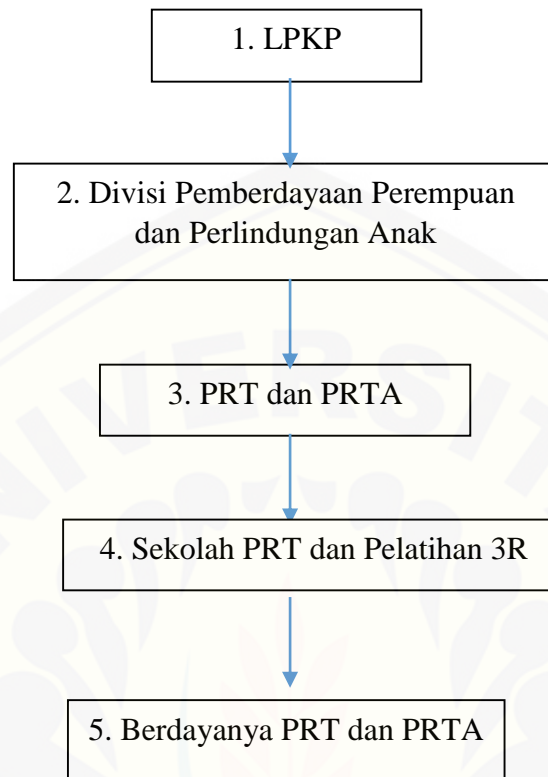 1. LPKP
2. Divisi Pemberdayaan Perempuan
dan Perlindungan Anak
3. PRT dan PRTA
4. Sekolah PRT dan Pelatihan 3R
5. Berdayanya PRT dan PRTA